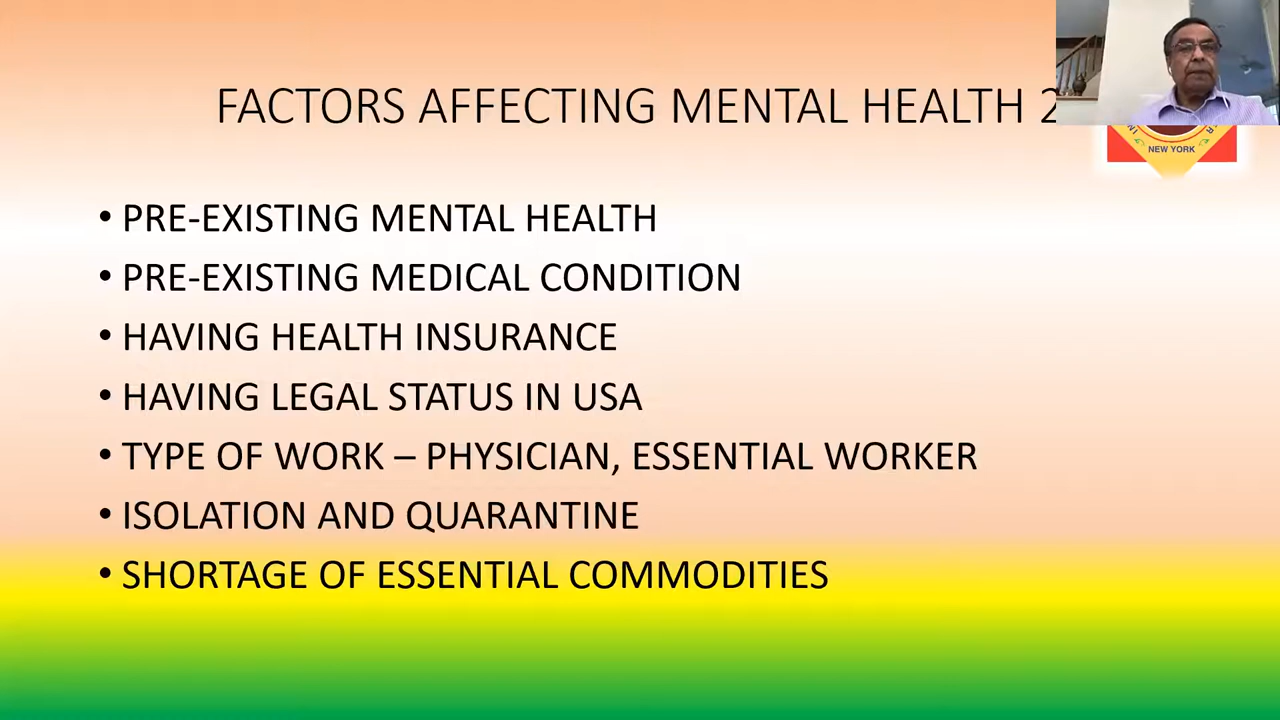 FACTORS AFFECTING MENTAL HEALTH 2
NEW YORK
• PRE-EXISTING MENTAL HEALTH
• PRE-EXISTING MEDICAL CONDITION
• HAVING HEALTH INSURANCE
• HAVING LEGAL STATUS IN USA
• TYPE OF WORK – PHYSICIAN, ESSENTIAL WORKER
• ISOLATION AND QUARANTINE
• SHORTAGE OF ESSENTIAL COMMODITIES